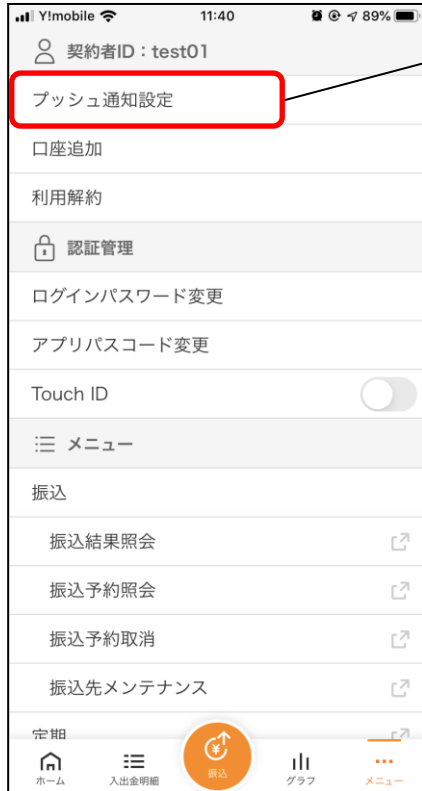 Y!mobile 11:40 89%
契約者ID：test01
プッシュ通知設定
口座追加
利用解約
認証管理
ログインパスワード変更
アプリパスコード変更
Touch ID
メニュー
振込
振込結果照会
振込予約照会
振込予約取消
振込先メンテナンス
定期
ホーム 入出金明細 振込 グラフ メニュー